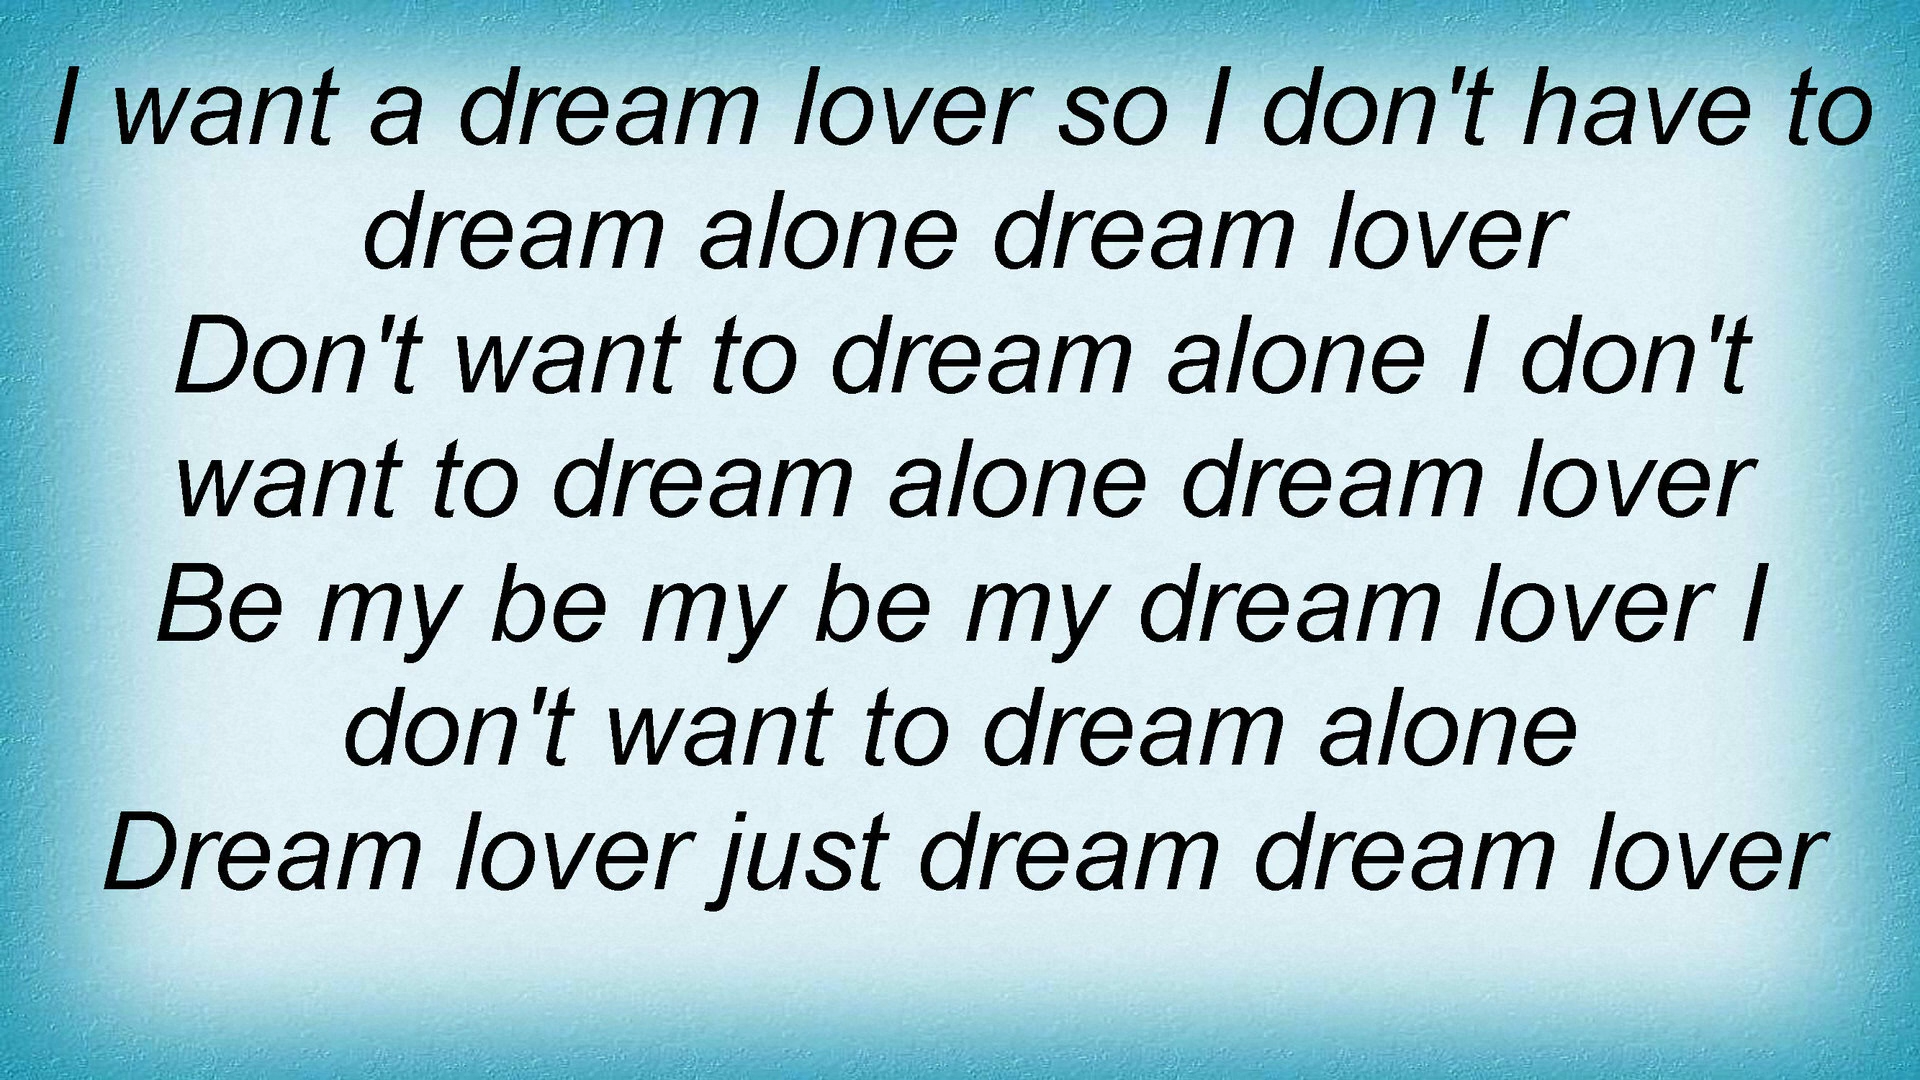 I want a dream lover so I don't have to
dream alone dream lover
Don't want to dream alone I don't
want to dream alone dream lover
Be my be my be my dream lover I
don't want to dream alone
Dream lover just dream dream lover